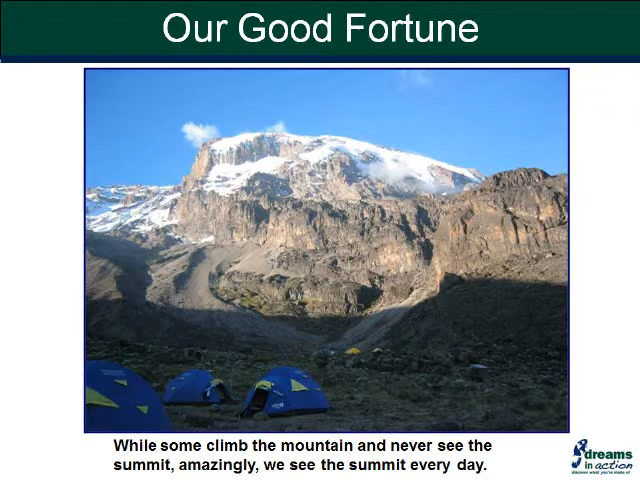 Our Good Fortune
While some climb the mountain and never see the
summit, amazingly, we see the summit every day.
dreams
in action
discover what you're made of